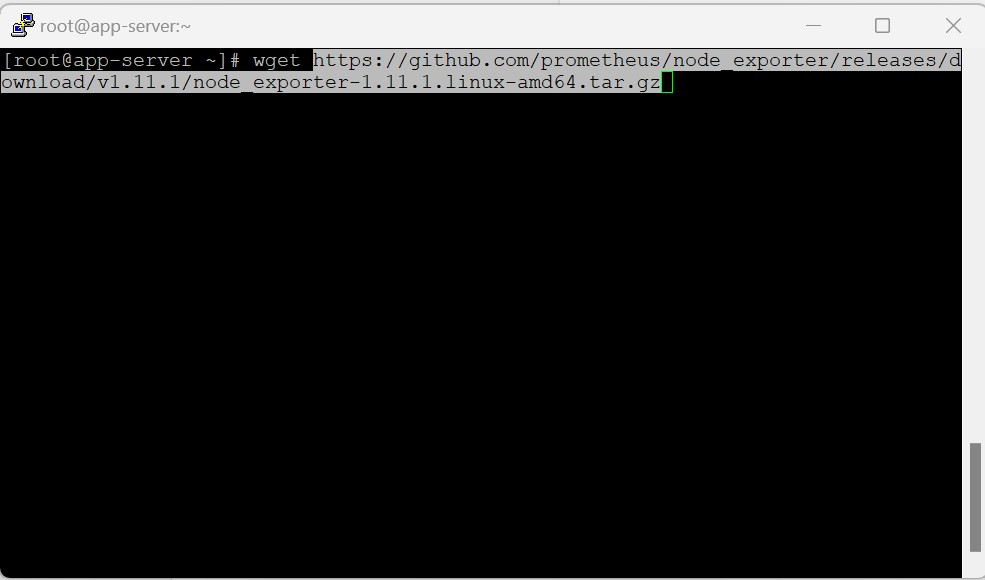 root@app-server:~
[root@app-server ~]# wget https://github.com/prometheus/node_exporter/releases/d
ownload/v1.11.1/node_exporter-1.11.1.linux-amd64.tar.gz